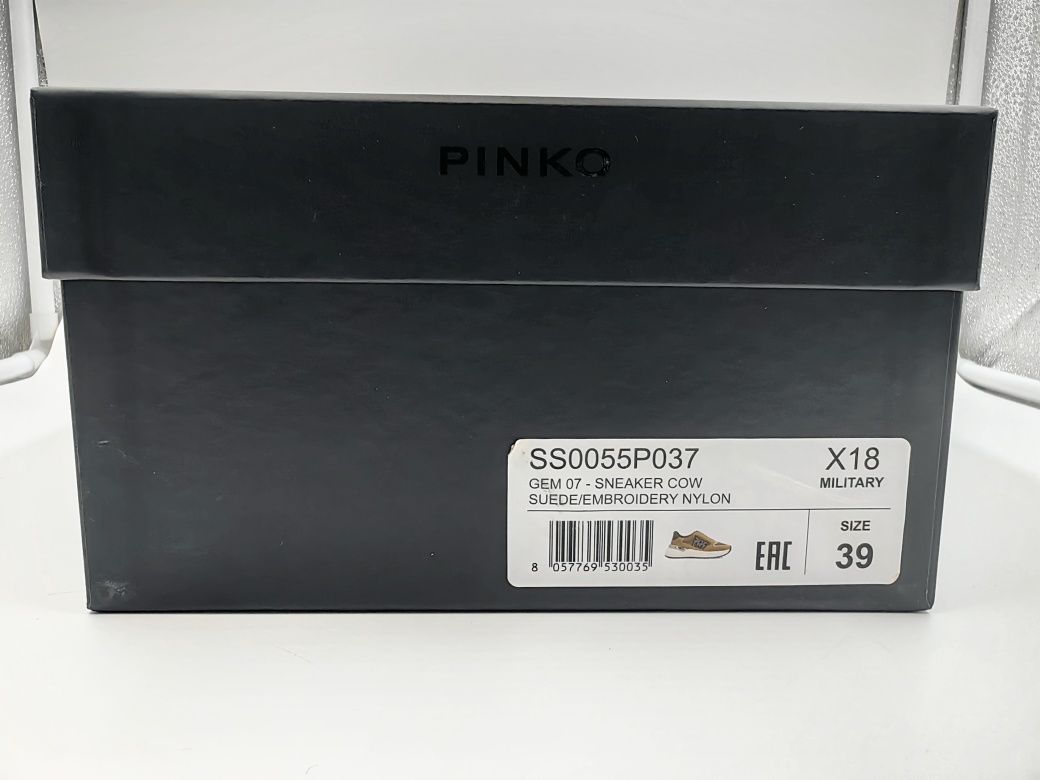 PINKO
SS0055P037
X18
GEM 07 - SNEAKER COW
MILITARY
SUEDE/EMBROIDERY NYLON
8 057769 530035
EAC
SIZE
39